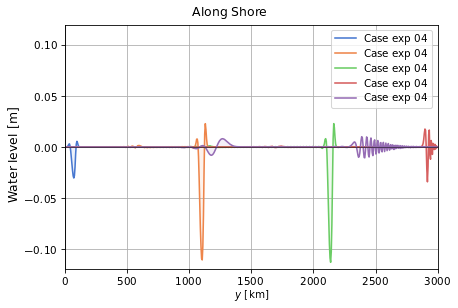 Along Shore
Water level [m]
0.10
0.05
0.00
−0.05
−0.10
Case exp 04
Case exp 04
Case exp 04
Case exp 04
Case exp 04
0 500 1000 1500 2000 2500 3000
y [km]